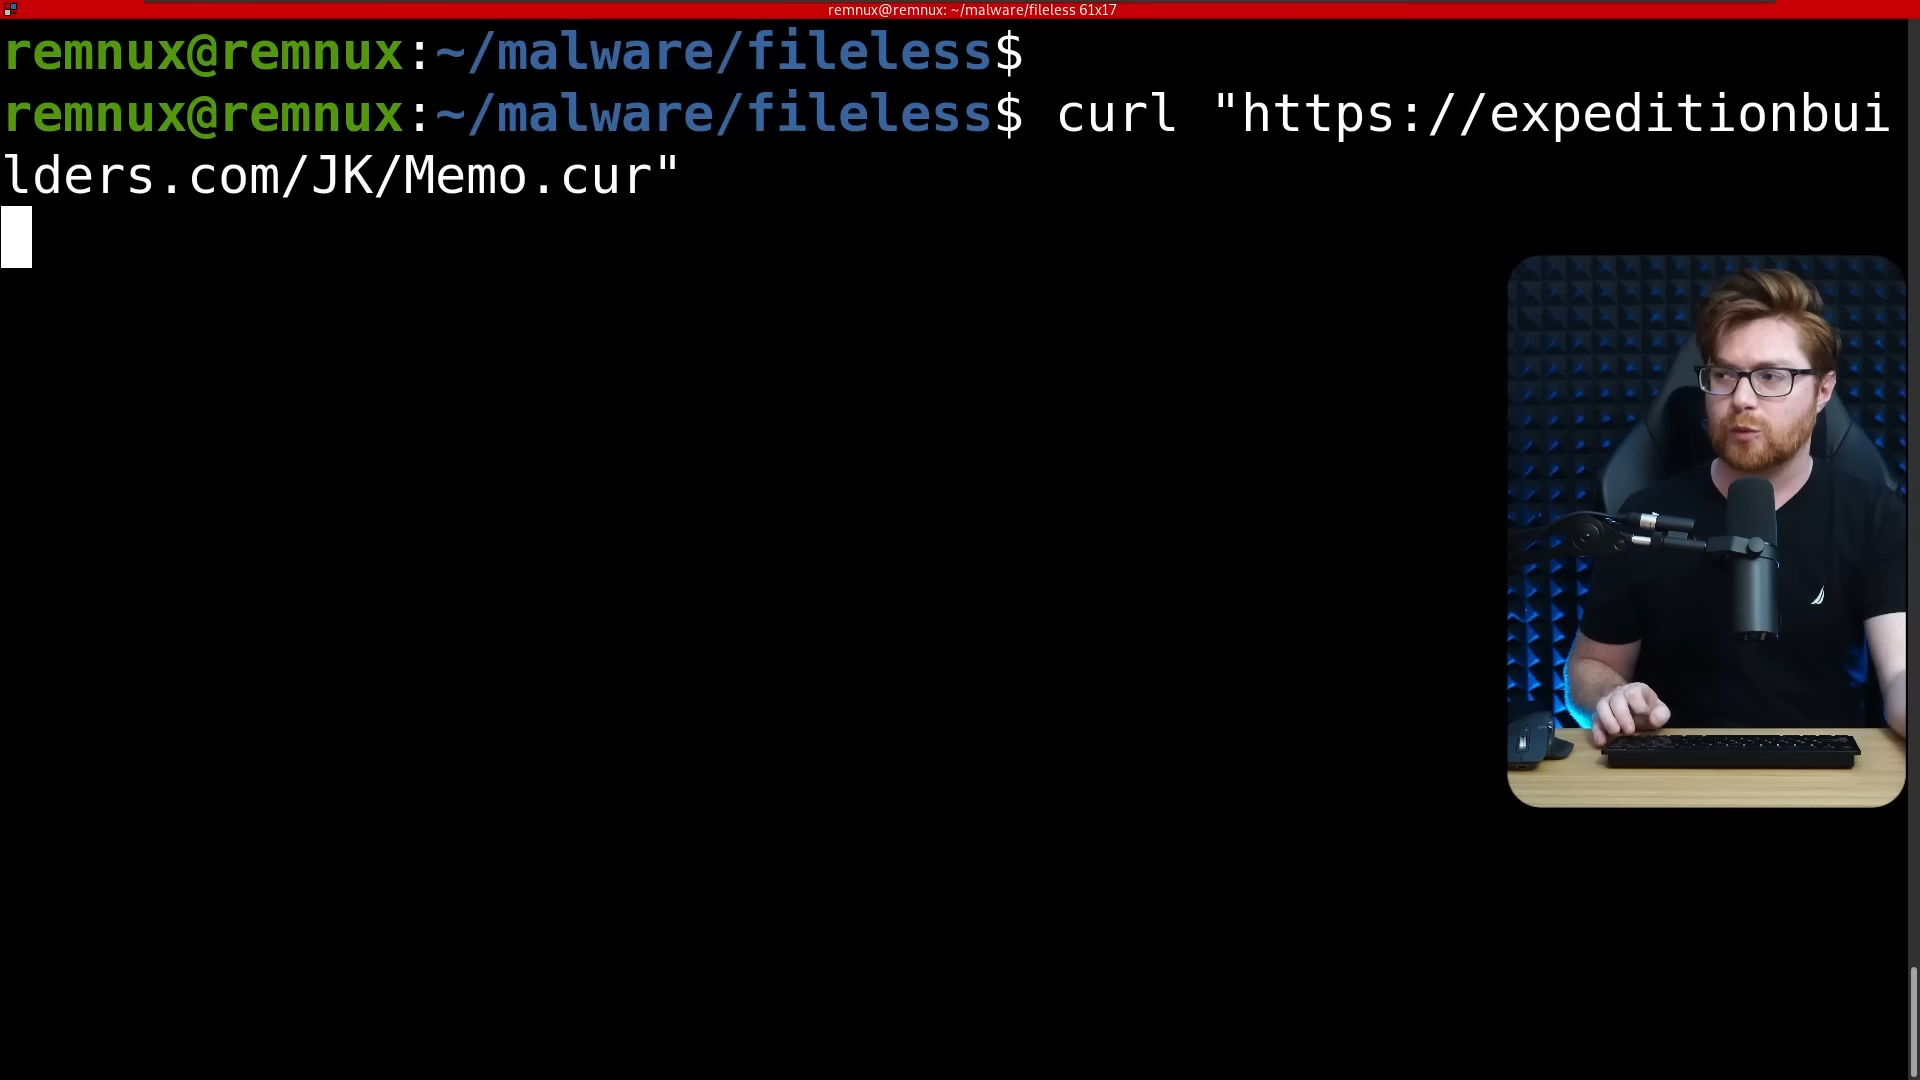 remnux@remnux: ~/malware/fileless 61x17
remnux@remnux:~/malware/fileless$
remnux@remnux:~/malware/fileless$ curl "https://expeditionbui
lders.com/JK/Memo.cur"